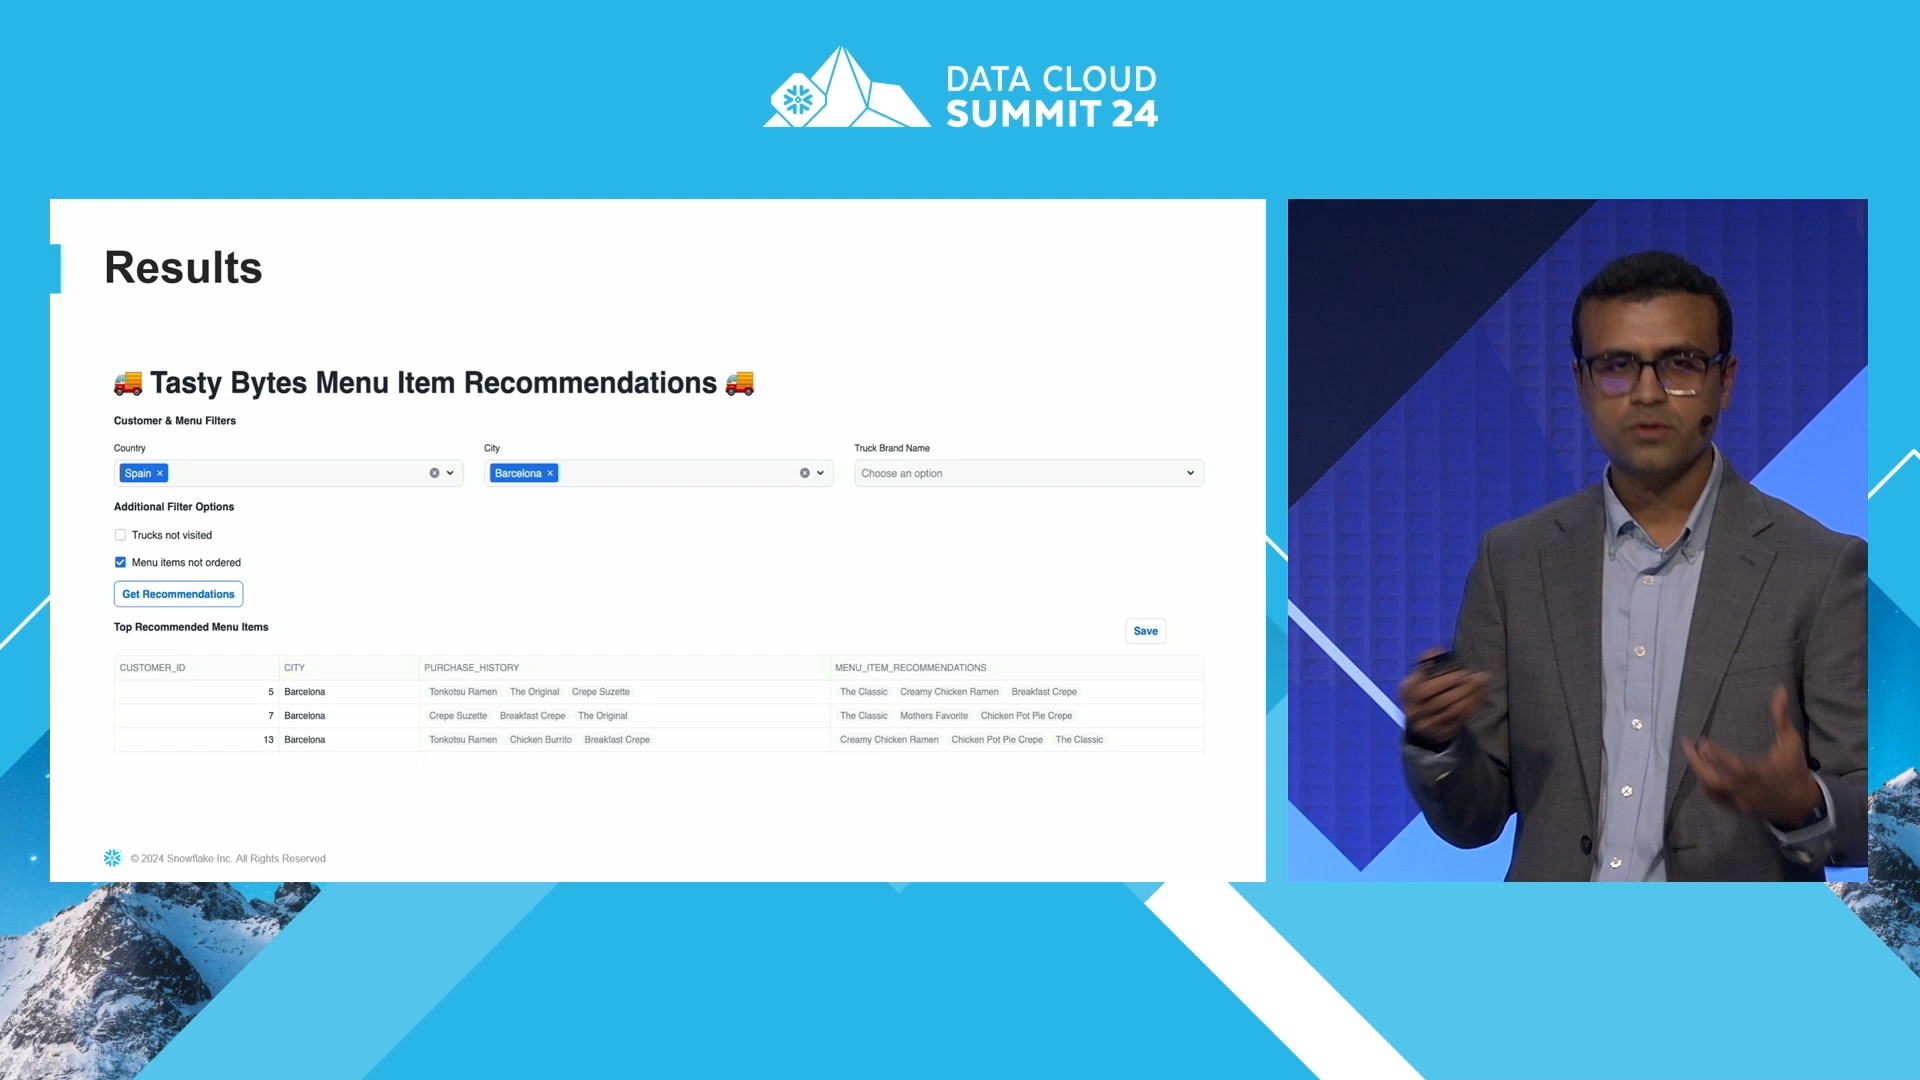 DATA CLOUD
SUMMIT 24
Results
🚚 Tasty Bytes Menu Item Recommendations 🚚
Customer & Menu Filters
Country City Truck Brand Name
Spain × Barcelona × Choose an option
Additional Filter Options
Trucks not visited
Menu items not ordered
Get Recommendations
Top Recommended Menu Items Save
CUSTOMER_ID CITY PURCHASE_HISTORY MENU_ITEM_RECOMMENDATIONS
5 Barcelona Tonkotsu Ramen The Original Crepe Suzette The Classic Creamy Chicken Ramen Breakfast Crepe
7 Barcelona Crepe Suzette Breakfast Crepe The Original The Classic Mothers Favorite Chicken Pot Pie Crepe
13 Barcelona Tonkotsu Ramen Chicken Burrito Breakfast Crepe Creamy Chicken Ramen Chicken Pot Pie Crepe The Classic
© 2024 Snowflake Inc. All Rights Reserved